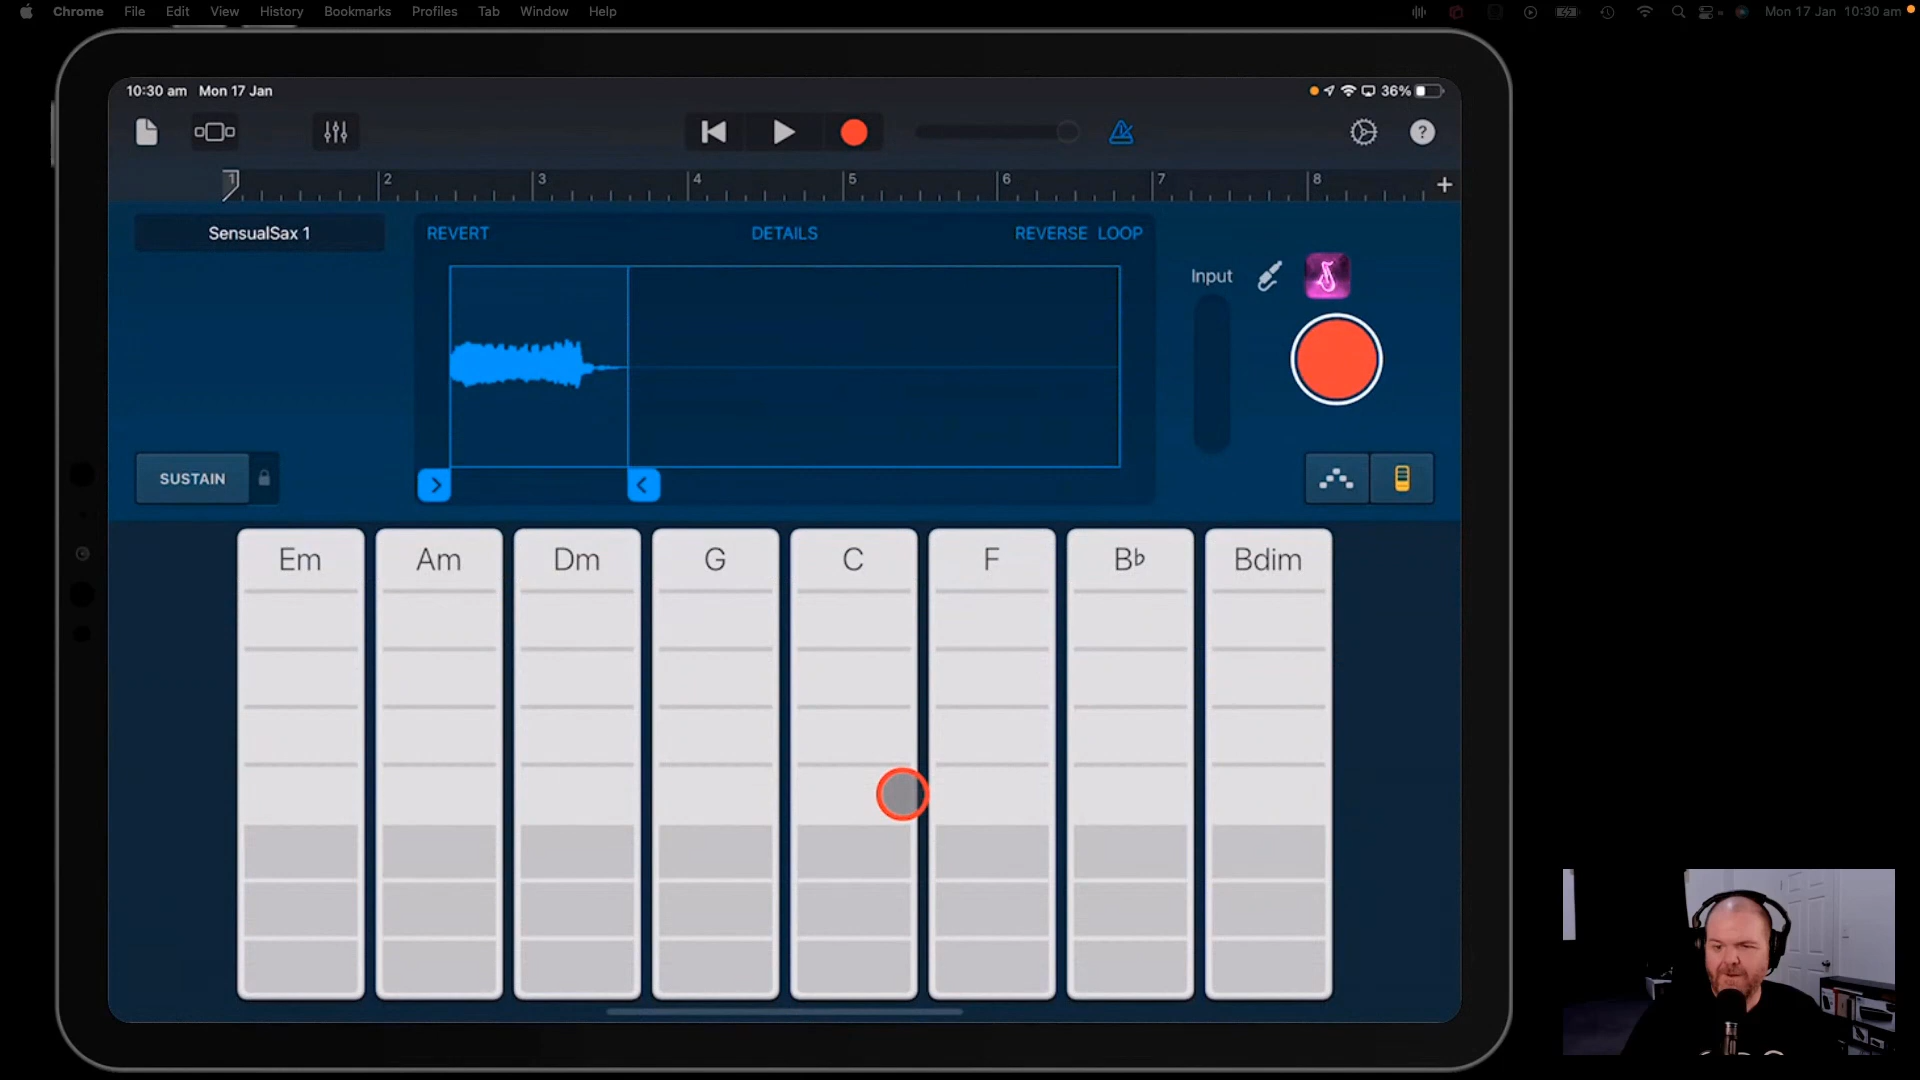 Chrome File Edit View History Bookmarks Profiles Tab Window Help Mon 17 Jan 10:30 am
10:30 am Mon 17 Jan 36%
1 2 3 4 5 6 7 8 +
SensualSax 1 REVERT DETAILS REVERSE LOOP
Input
SUSTAIN
Em Am Dm G C F B♭ Bdim